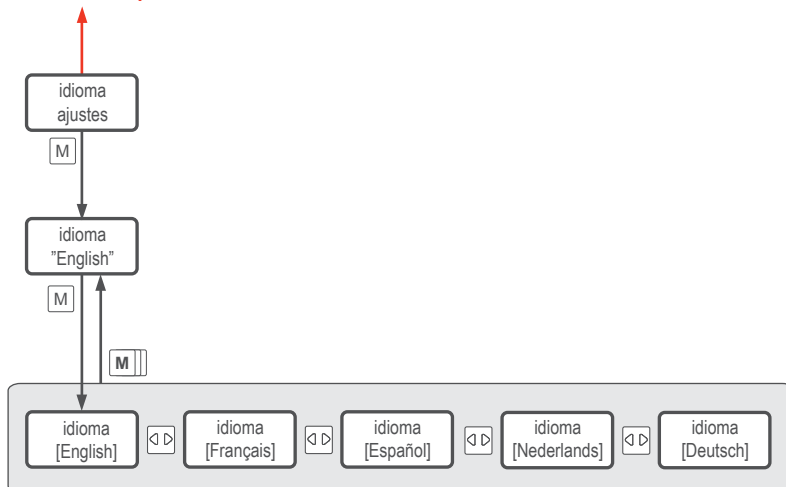 idioma
ajustes
M
idioma
”English”
M
M
idioma
[English]
idioma
[Français]
idioma
[Español]
idioma
[Nederlands]
idioma
[Deutsch]